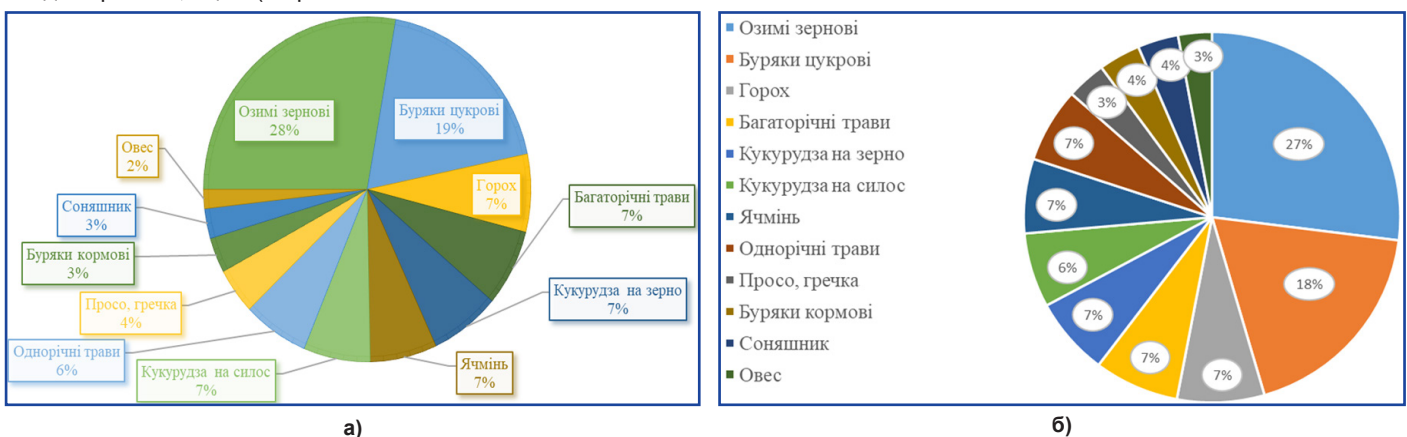 Озимі зернові
28%
Буряки цукрові
19%
Горох
7%
Багаторічні трави
7%
Кукурудза на зерно
7%
Ячмінь
7%
Кукурудза на силос
7%
Однорічні трави
6%
Просо, гречка
4%
Буряки кормові
3%
Соняшник
3%
Овес
2%
а)
Озимі зернові
Буряки цукрові
Горох
Багаторічні трави
Кукурудза на зерно
Кукурудза на силос
Ячмінь
Однорічні трави
Просо, гречка
Буряки кормові
Соняшник
Овес
27%
18%
7%
7%
7%
6%
7%
7%
3%
4%
4%
3%
б)